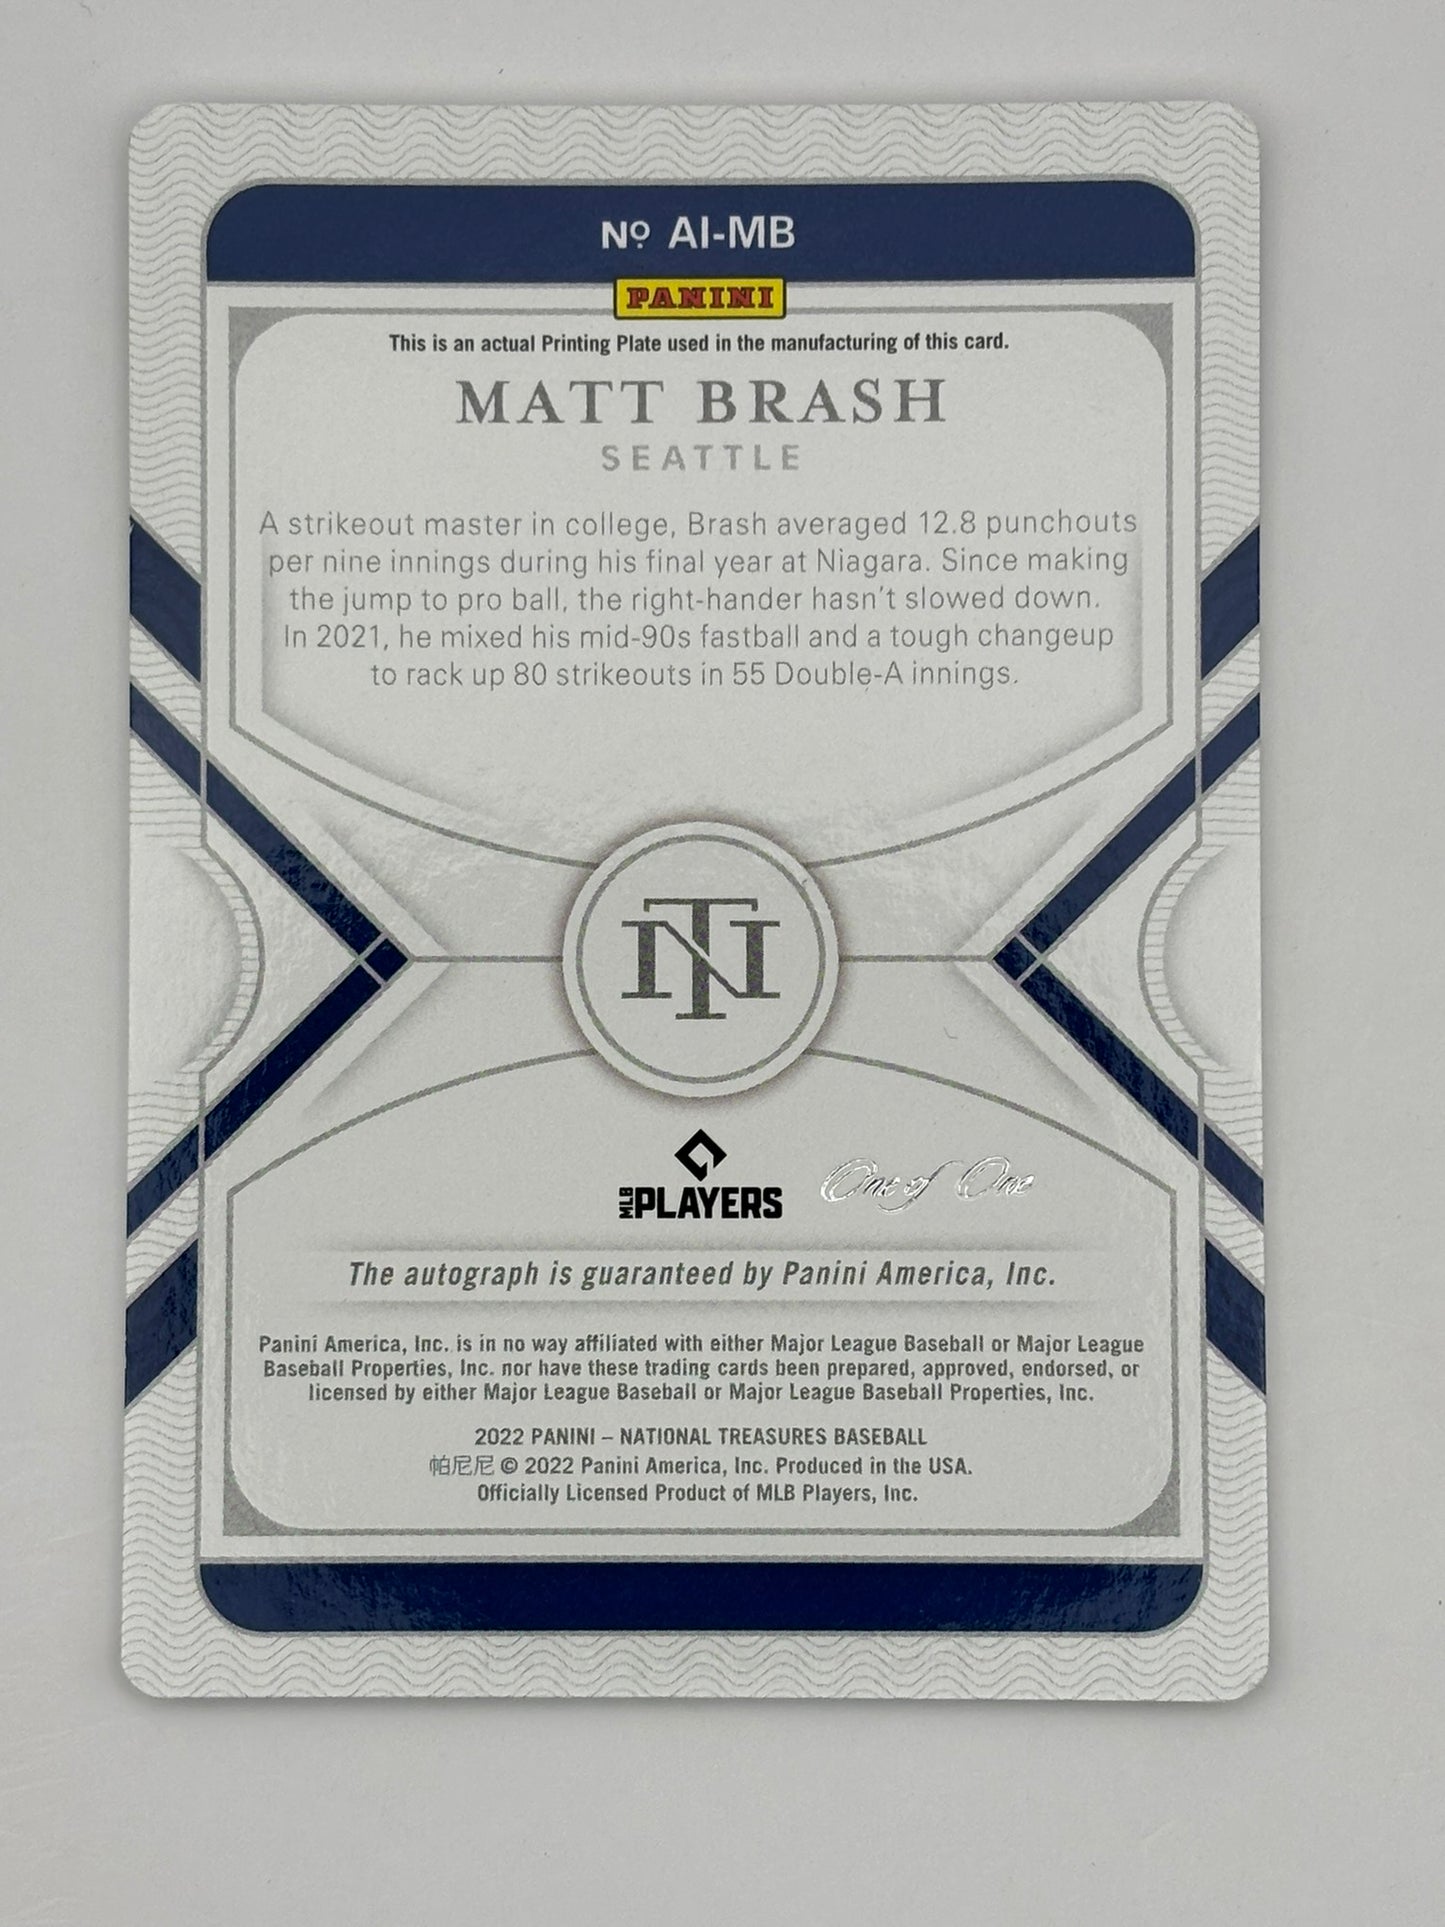 Nº AI-MB
PANINI
This is an actual Printing Plate used in the manufacturing of this card.
MATT BRASH
SEATTLE
A strikeout master in college, Brash averaged 12.8 punchouts
per nine innings during his final year at Niagara. Since making
the jump to pro ball, the right-hander hasn't slowed down.
In 2021, he mixed his mid-90s fastball and a tough changeup
to rack up 80 strikeouts in 55 Double-A innings.
NT
MLB PLAYERS
One of One
The autograph is guaranteed by Panini America, Inc.
Panini America, Inc. is in no way affiliated with either Major League Baseball or Major League
Baseball Properties, Inc. nor have these trading cards been prepared, approved, endorsed, or
licensed by either Major League Baseball or Major League Baseball Properties, Inc.
2022 PANINI – NATIONAL TREASURES BASEBALL
帕尼尼 © 2022 Panini America, Inc. Produced in the USA.
Officially Licensed Product of MLB Players, Inc.